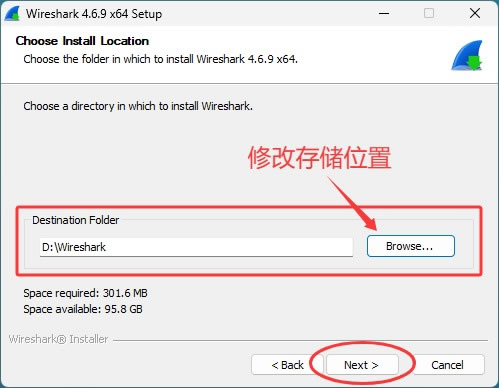 Wireshark 4.6.9 x64 Setup
Choose Install Location
Choose the folder in which to install Wireshark 4.6.9 x64.
Choose a directory in which to install Wireshark.
修改存储位置
Destination Folder
D:\Wireshark
Browse...
Space required: 301.6 MB
Space available: 95.8 GB
Wireshark® Installer
< Back
Next >
Cancel